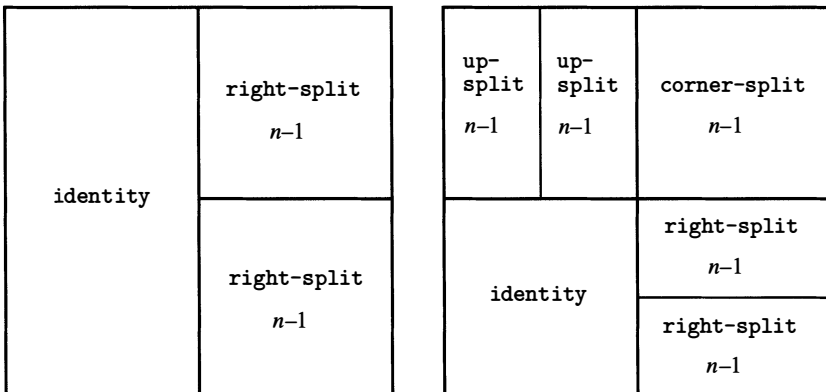 identity
right-split
n–1
right-split
n–1
up-
split
n–1
up-
split
n–1
corner-split
n–1
identity
right-split
n–1
right-split
n–1